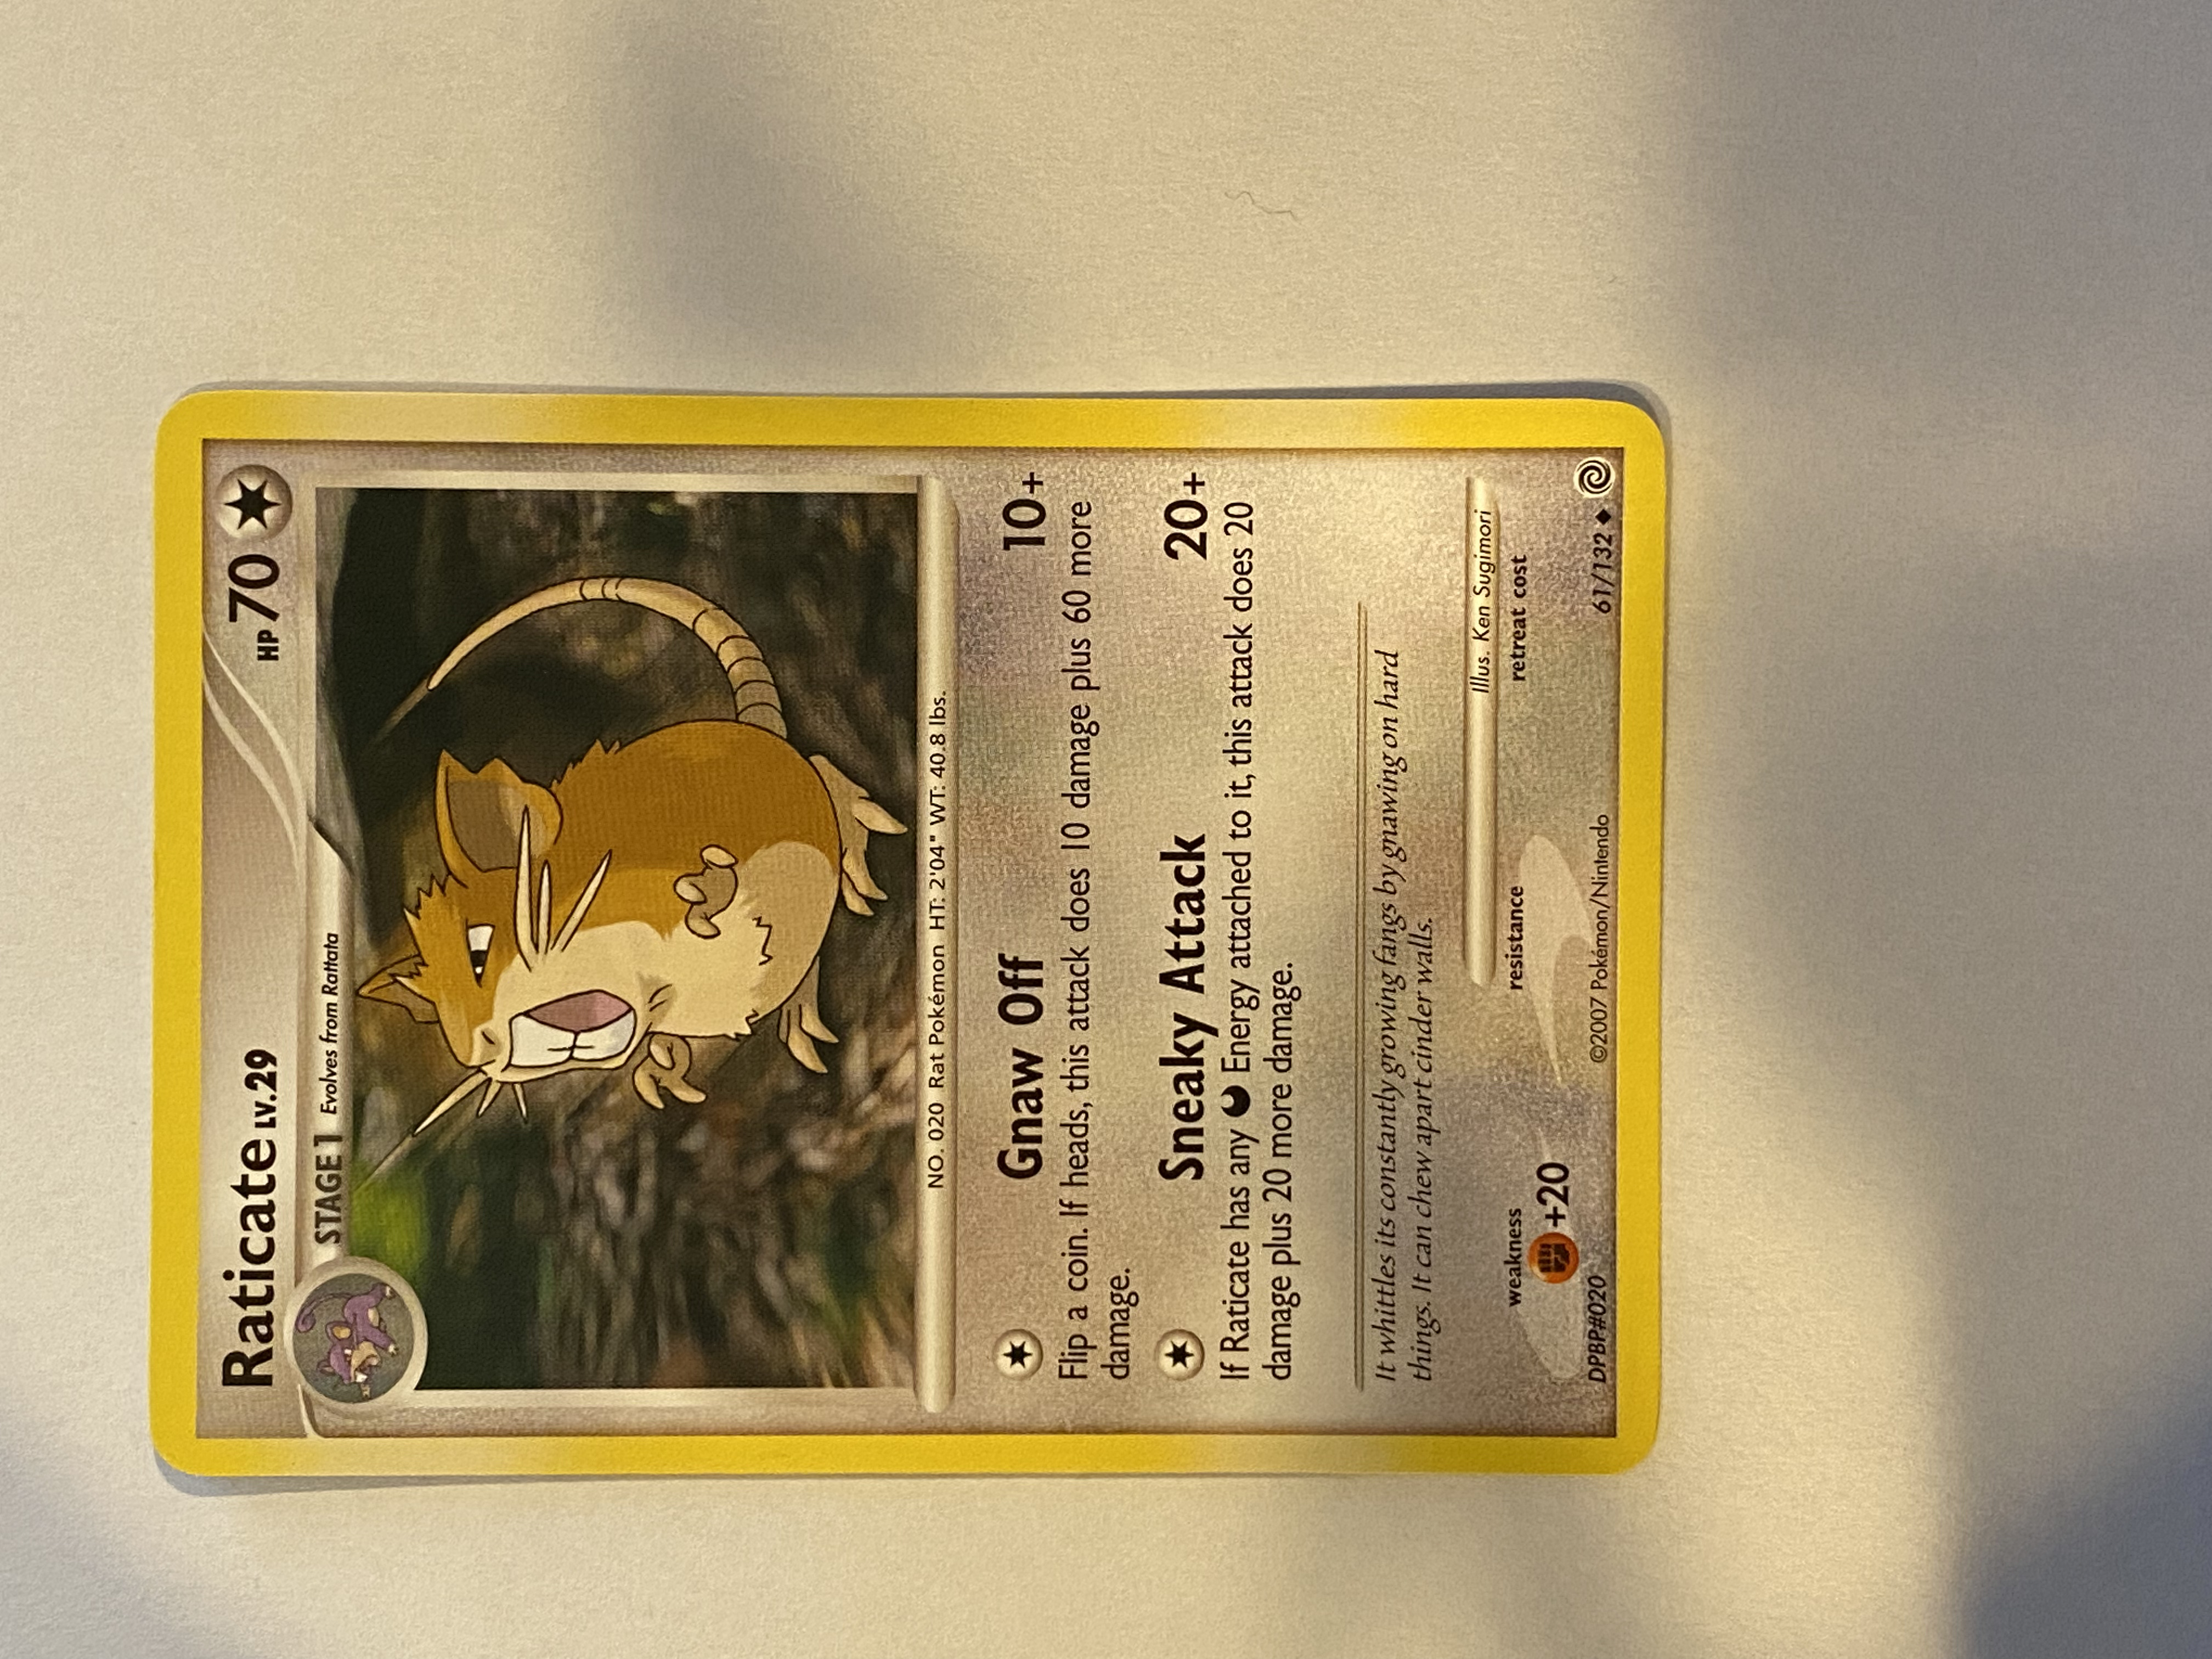 Raticate LV.29 HP 70
STAGE 1 Evolves from Rattata
NO. 020 Rat Pokémon HT: 2'04" WT: 40.8 lbs.
Gnaw Off 10+
Flip a coin. If heads, this attack does 10 damage plus 60 more
damage.
Sneaky Attack 20+
If Raticate has any Energy attached to it, this attack does 20
damage plus 20 more damage.
It whittles its constantly growing fangs by gnawing on hard
things. It can chew apart cinder walls.
Illus. Ken Sugimori
weakness resistance retreat cost
+20
DPBP#020 ©2007 Pokémon/Nintendo 61/132